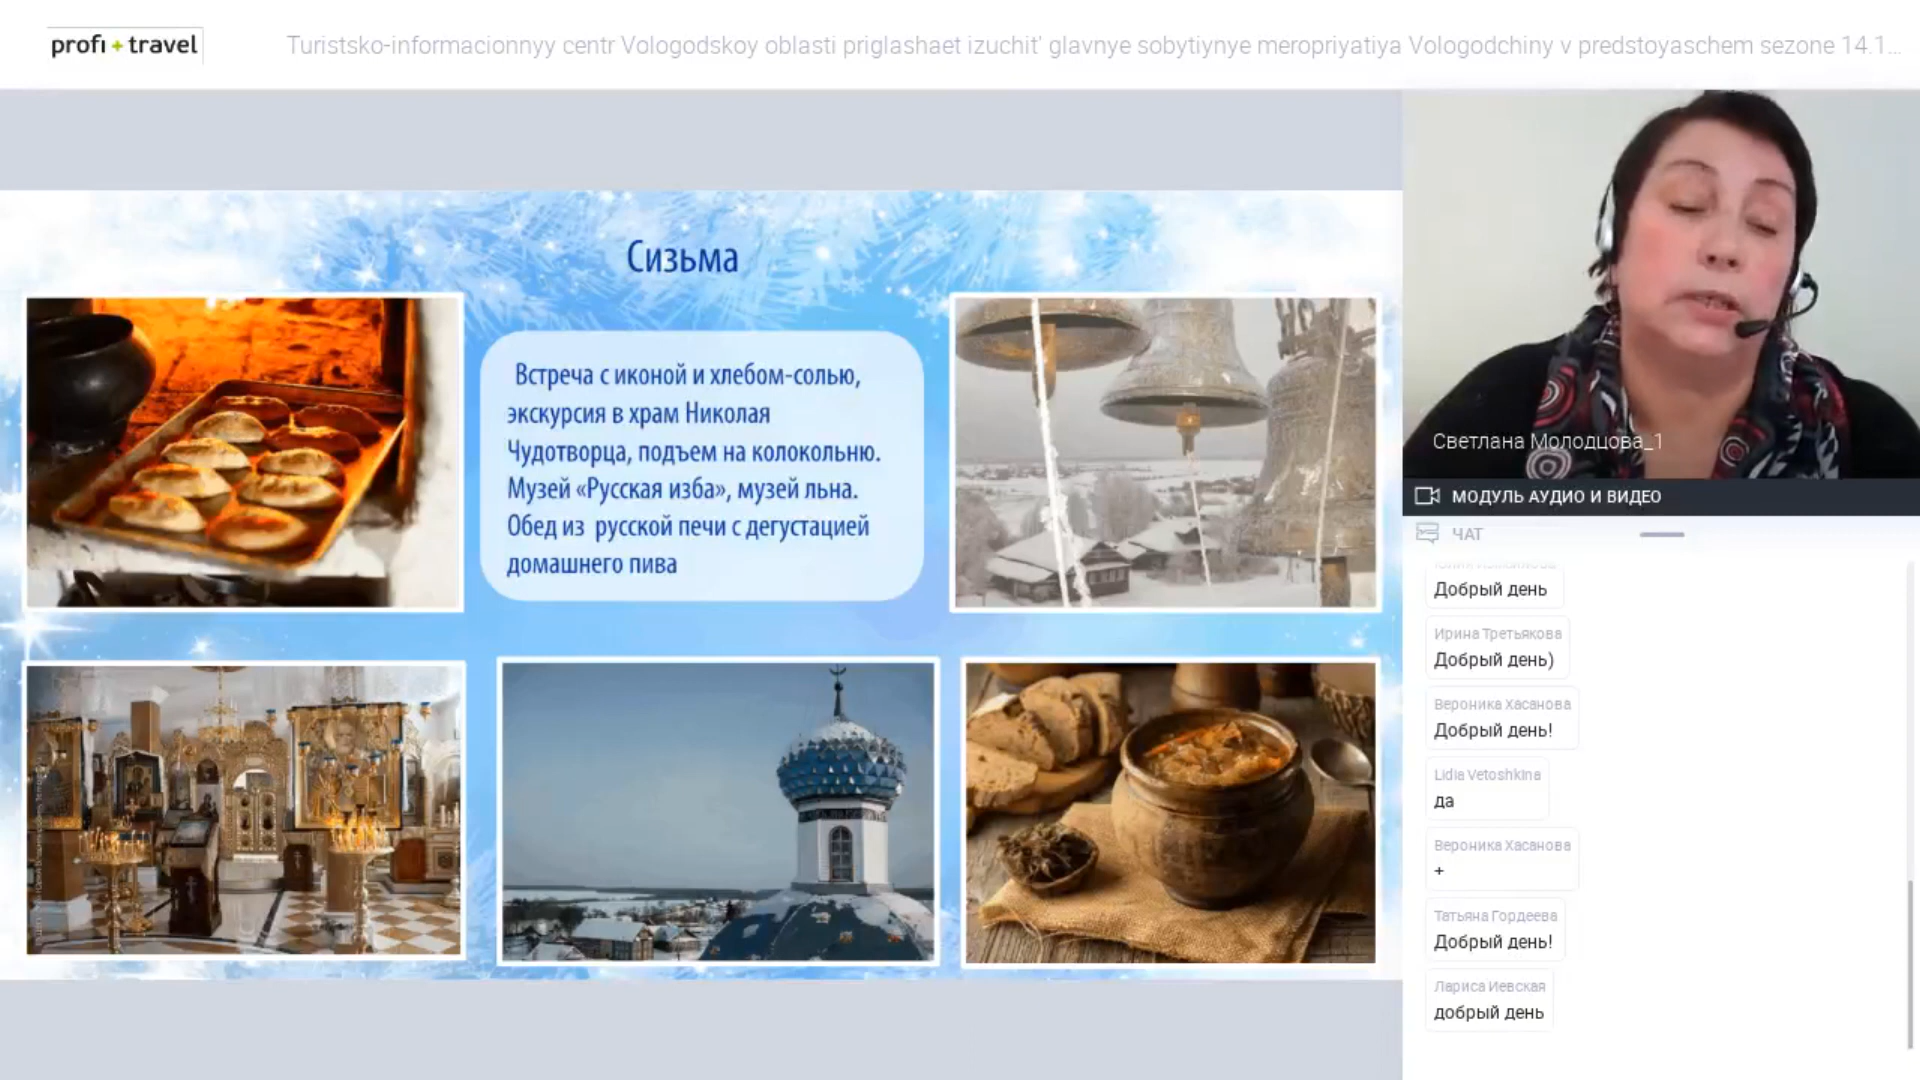 profi + travel
Turistsko-informacionnyy centr Vologodskoy oblasti priglashaet izuchit' glavnye sobytiynye meropriyatiya Vologodchiny v predstoyaschem sezone 14.1...
Сизьма
Встреча с иконой и хлебом-солью,
экскурсия в храм Николая
Чудотворца, подъем на колокольню.
Музей «Русская изба», музей льна.
Обед из русской печи с дегустацией
домашнего пива
Светлана Молодцова_1
МОДУЛЬ АУДИО И ВИДЕО
ЧАТ
Добрый день
Ирина Третьякова
Добрый день)
Вероника Хасанова
Добрый день!
Lidia Vetoshkina
да
Вероника Хасанова
+
Татьяна Гордеева
Добрый день!
Лариса Иевская
добрый день